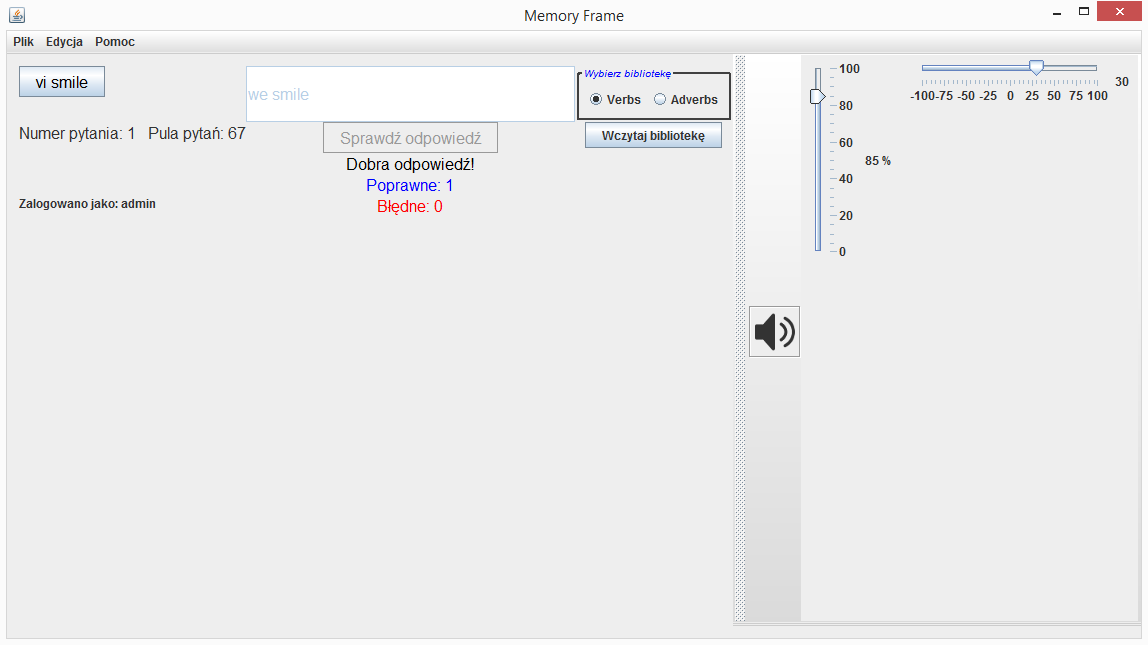 Memory Frame
Plik Edycja Pomoc
vi smile
we smile
Wybierz bibliotekę
Verbs Adverbs
Numer pytania: 1 Pula pytań: 67
Sprawdź odpowiedź
Wczytaj bibliotekę
Dobra odpowiedź!
Poprawne: 1
Błędne: 0
Zalogowano jako: admin
100
80
60
40
20
0
85 %
-100 -75 -50 -25 0 25 50 75 100
30